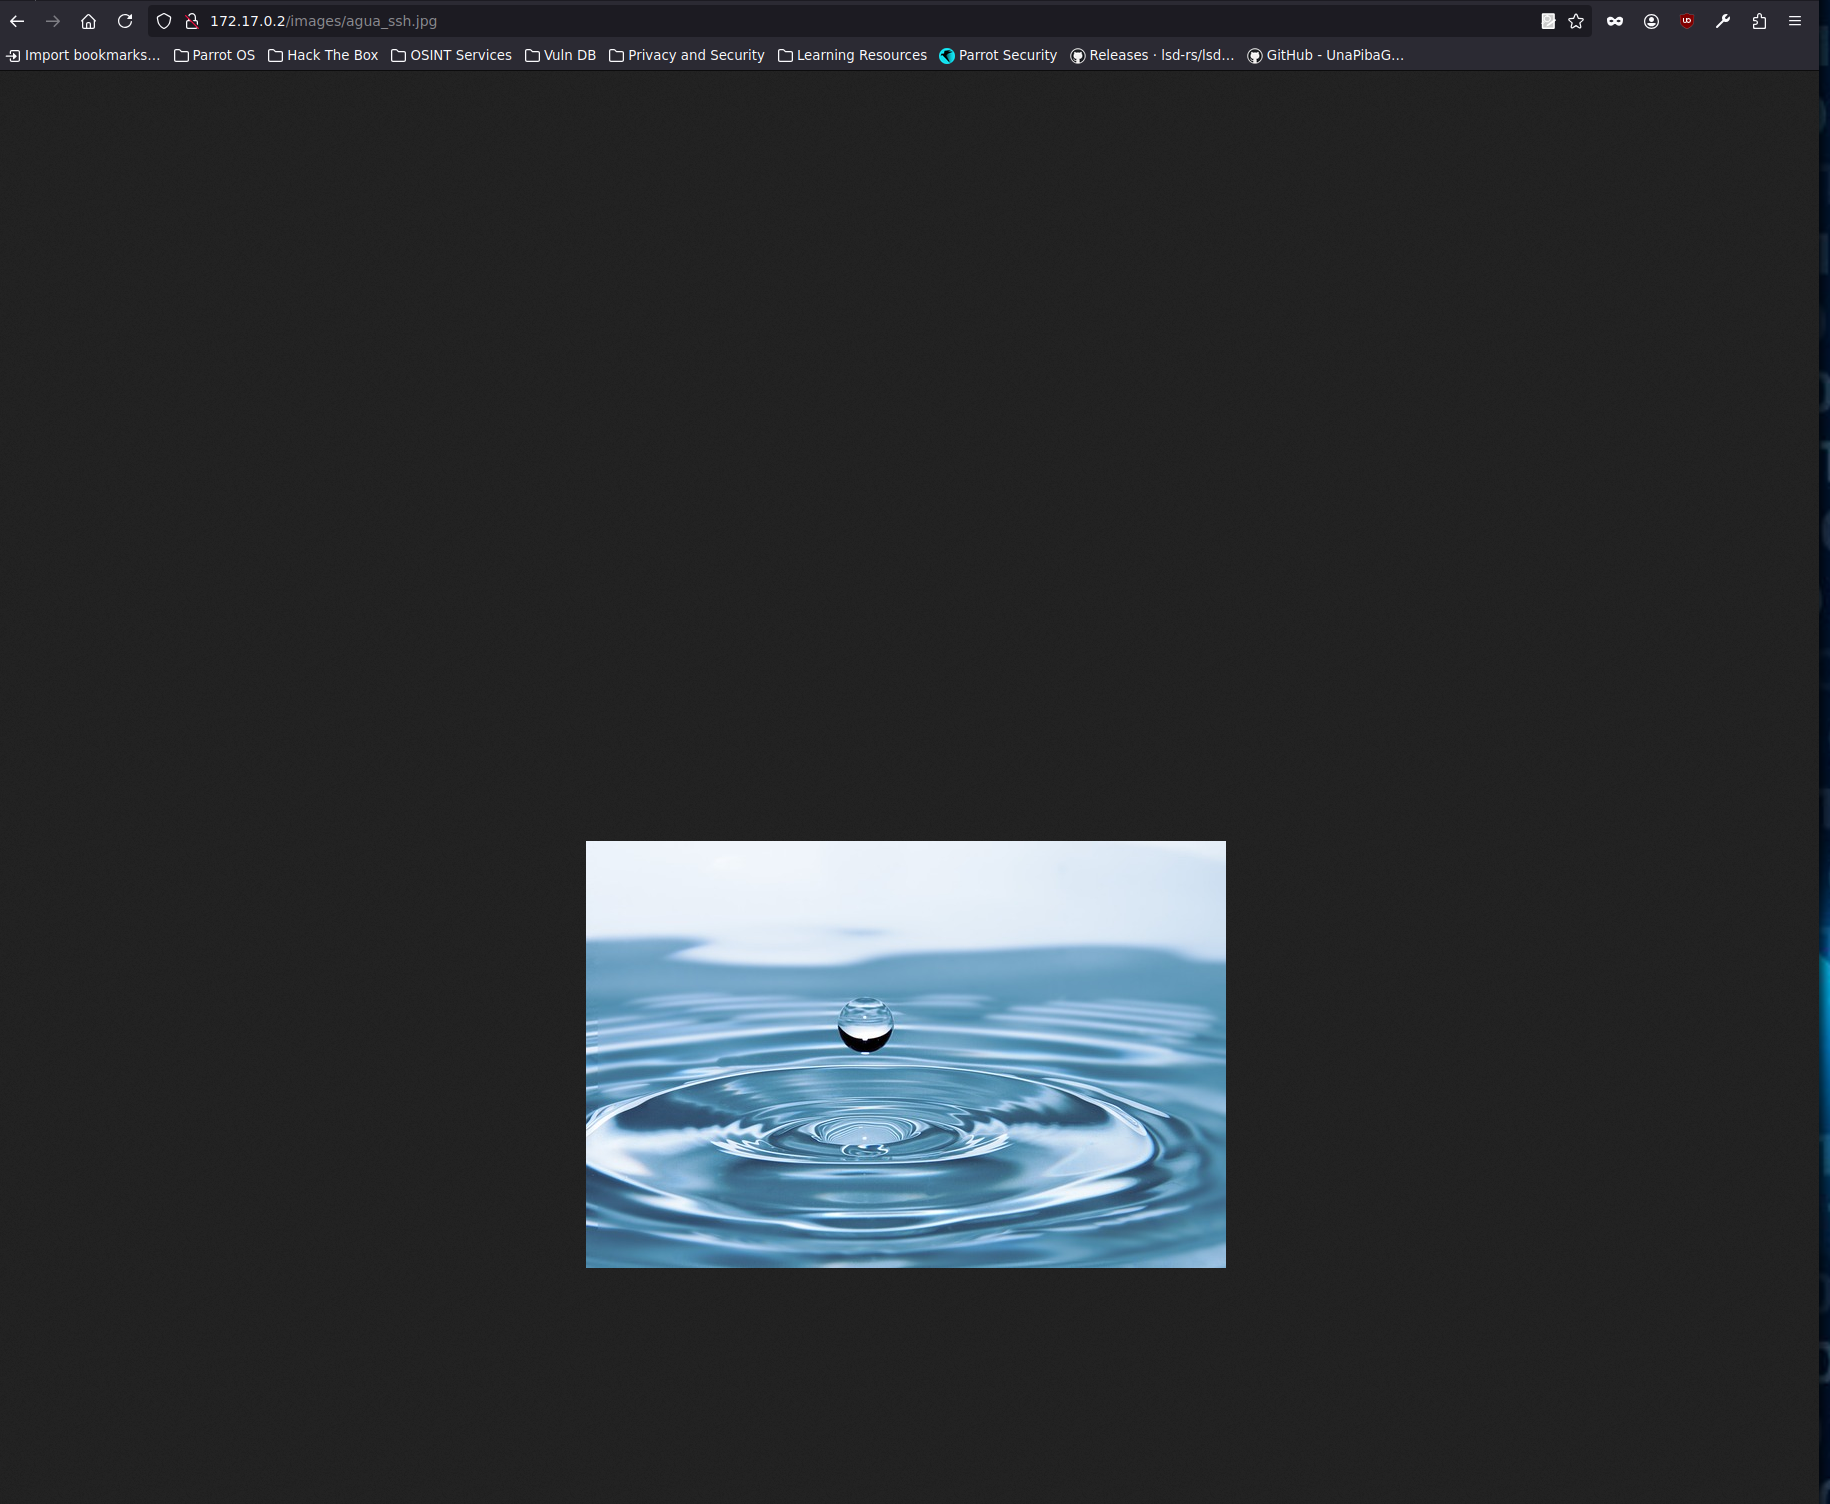 172.17.0.2/images/agua_ssh.jpg
Import bookmarks... Parrot OS Hack The Box OSINT Services Vuln DB Privacy and Security Learning Resources Parrot Security Releases · lsd-rs/lsd... GitHub - UnaPibaG...